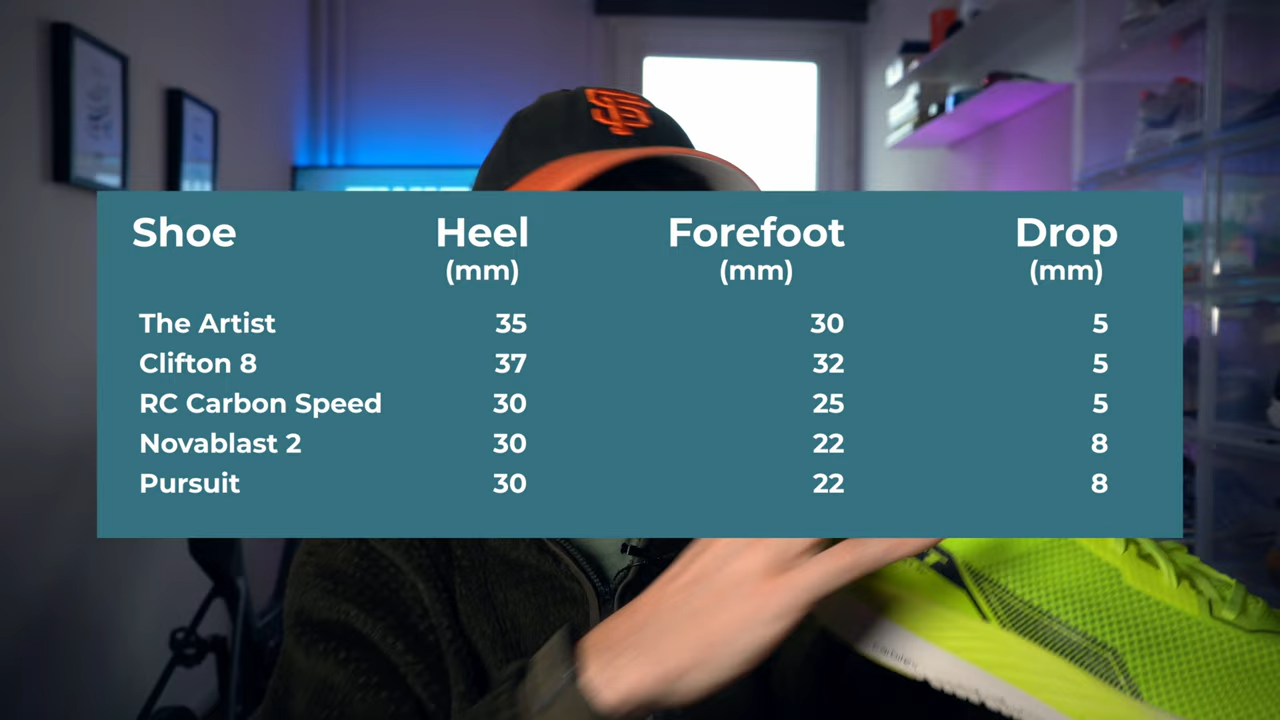 SF
Shoe Heel Forefoot Drop
(mm) (mm) (mm)
The Artist 35 30 5
Clifton 8 37 32 5
RC Carbon Speed 30 25 5
Novablast 2 30 22 8
Pursuit 30 22 8